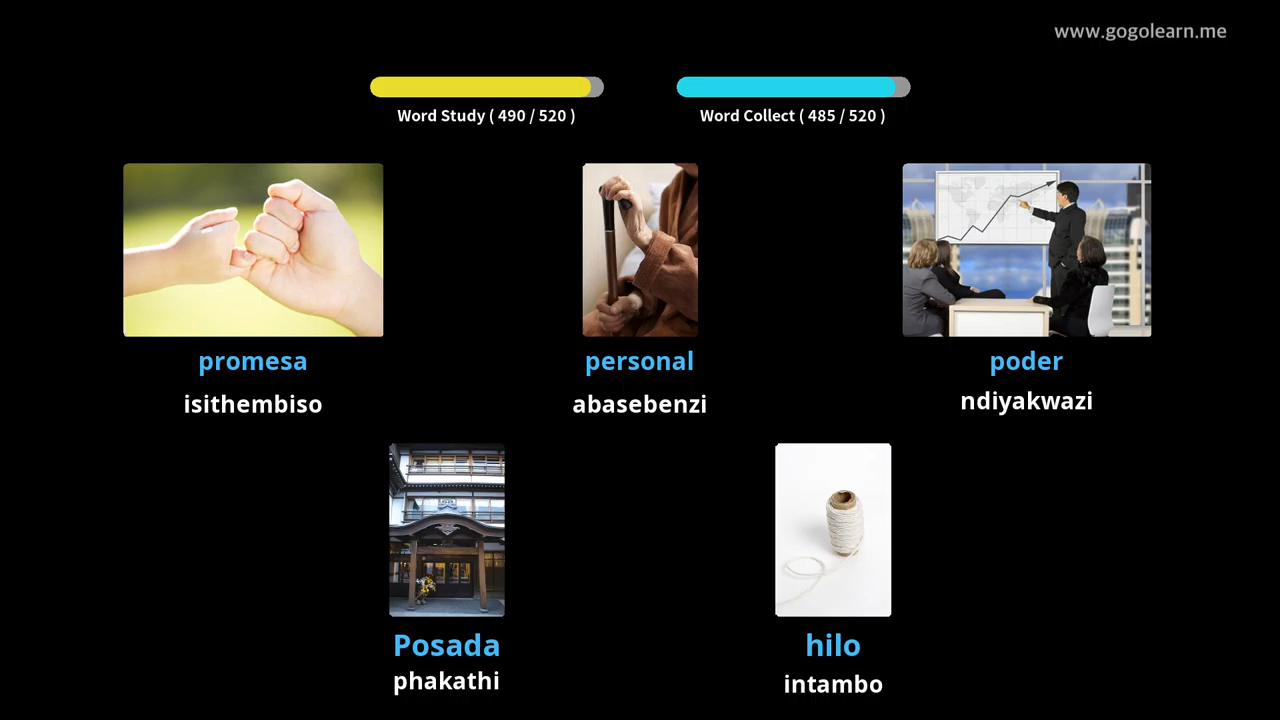 www.gogolearn.me
Word Study ( 490 / 520 )
Word Collect ( 485 / 520 )
promesa
isithembiso
personal
abasebenzi
poder
ndiyakwazi
Posada
phakathi
hilo
intambo